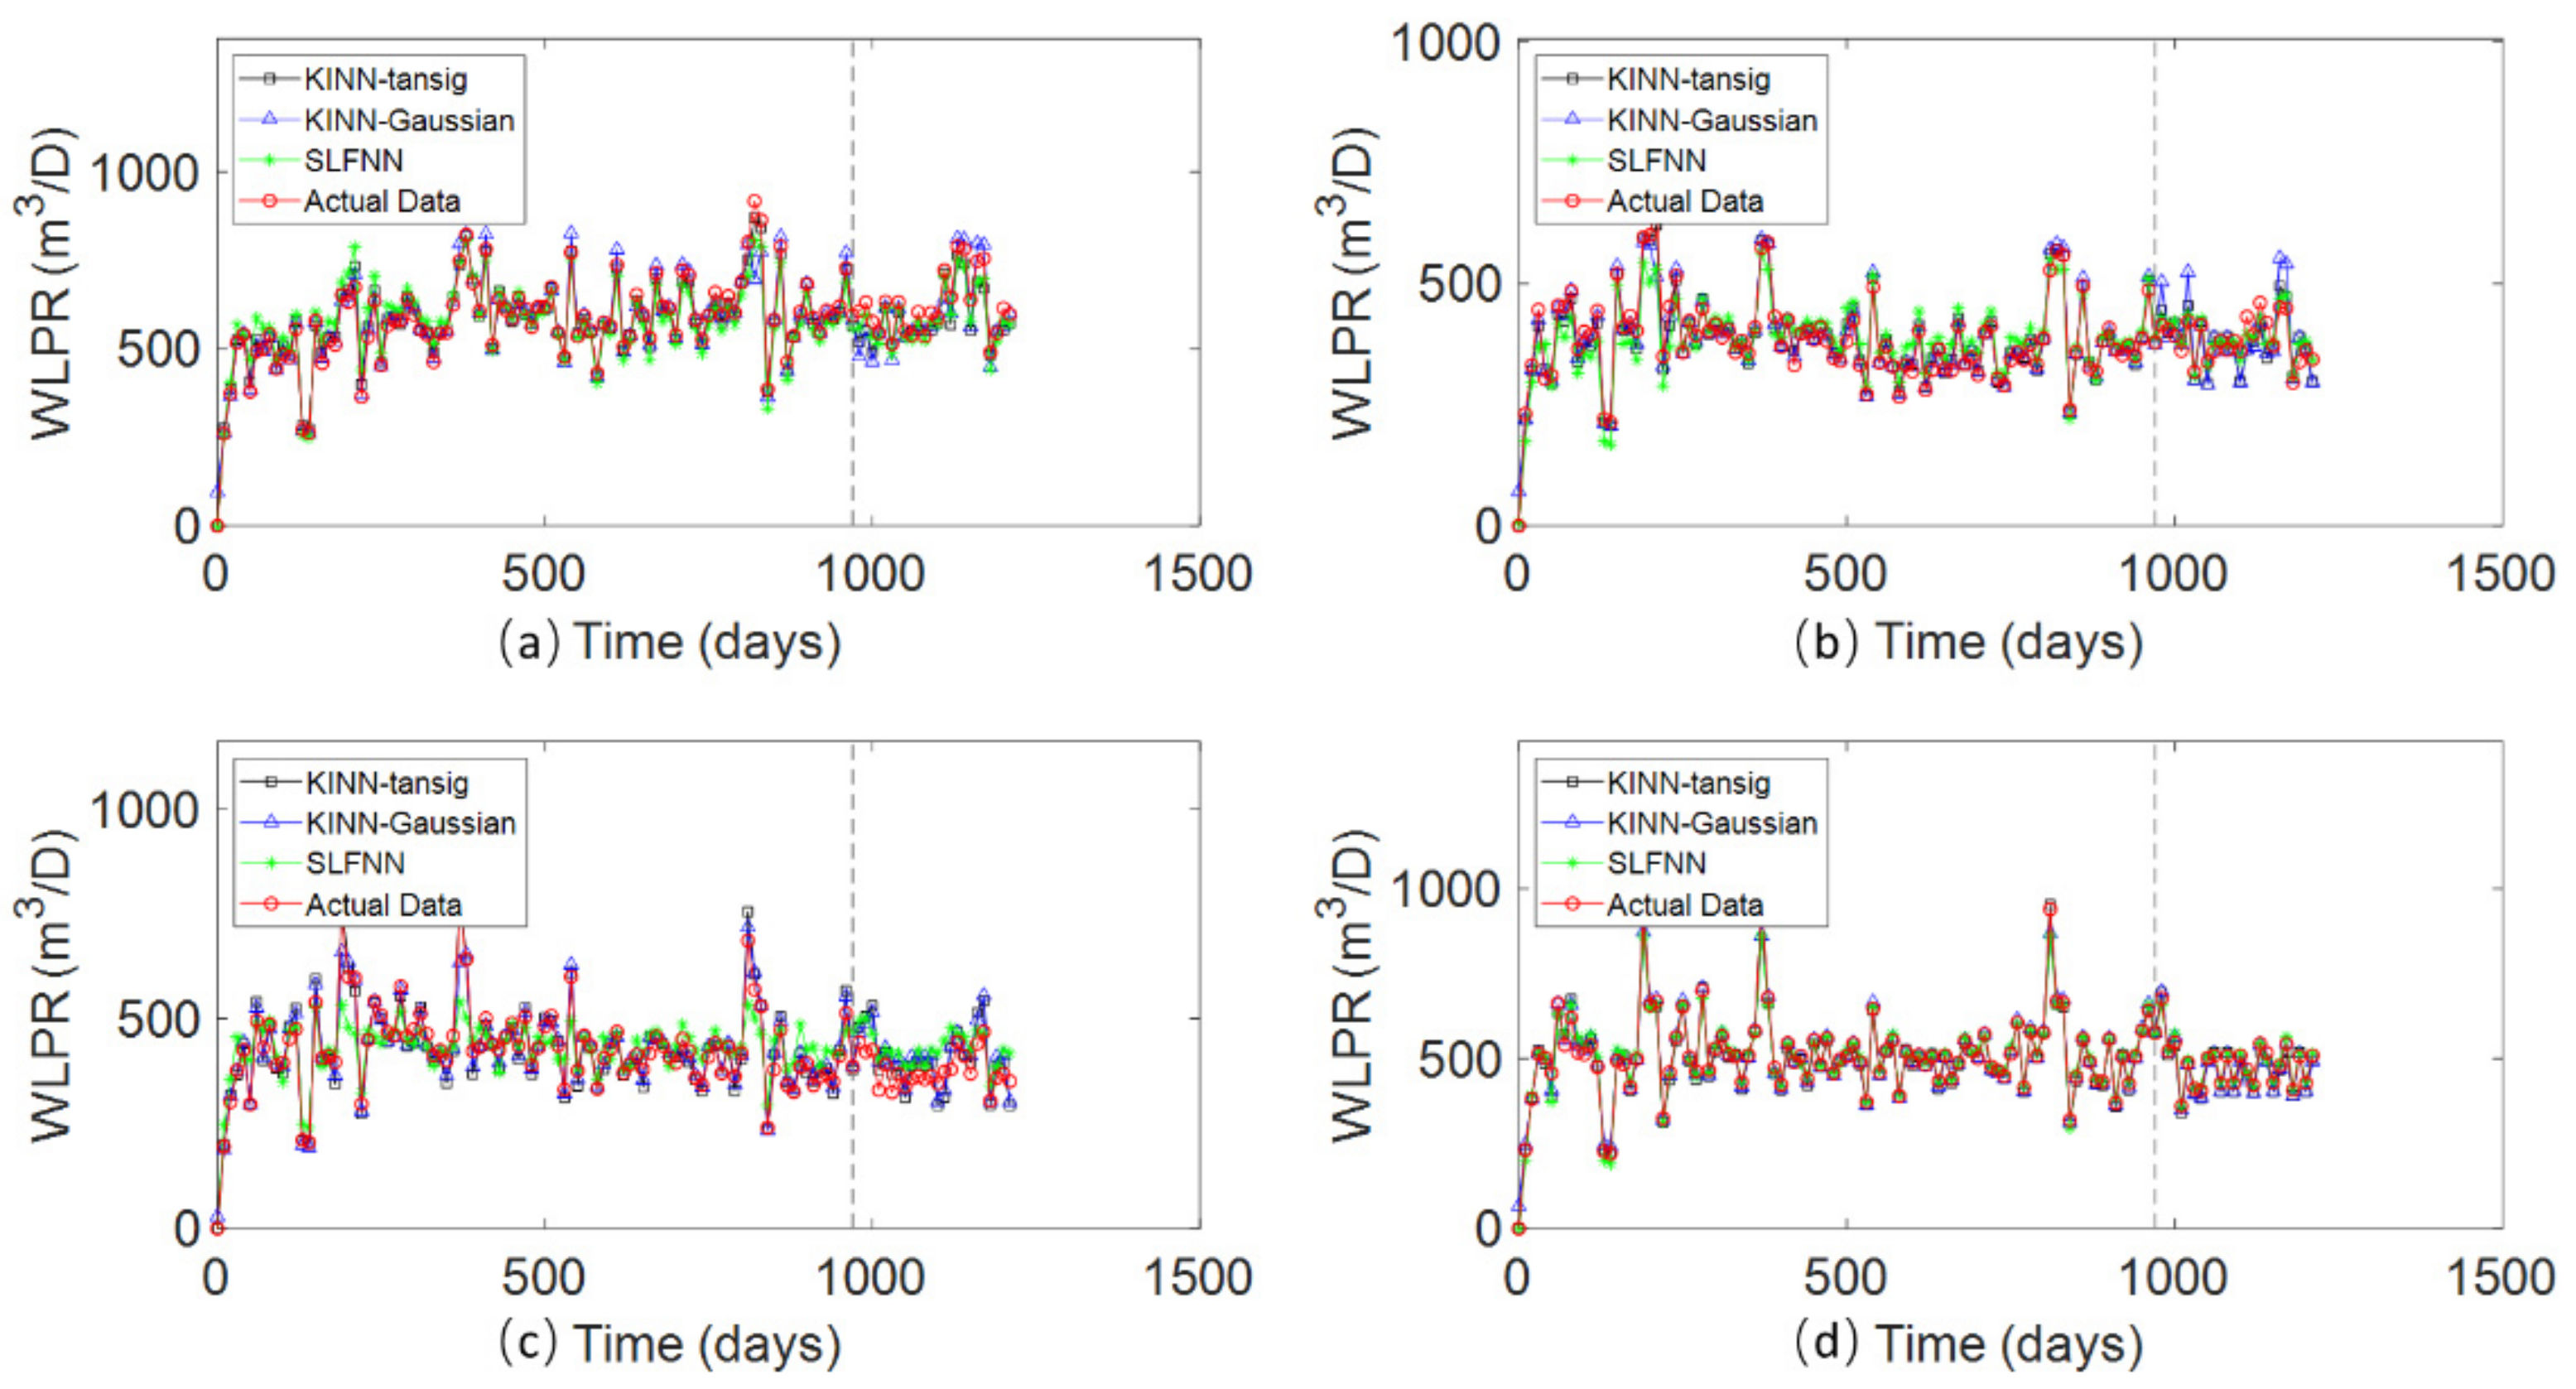 KINN-tansig
KINN-Gaussian
SLFNN
Actual Data
WLPR (m³/D)
1000
500
0
0 500 1000 1500
(a) Time (days)
KINN-tansig
KINN-Gaussian
SLFNN
Actual Data
WLPR (m³/D)
1000
500
0
0 500 1000 1500
(b) Time (days)
KINN-tansig
KINN-Gaussian
SLFNN
Actual Data
WLPR (m³/D)
1000
500
0
0 500 1000 1500
(c) Time (days)
KINN-tansig
KINN-Gaussian
SLFNN
Actual Data
WLPR (m³/D)
1000
500
0
0 500 1000 1500
(d) Time (days)